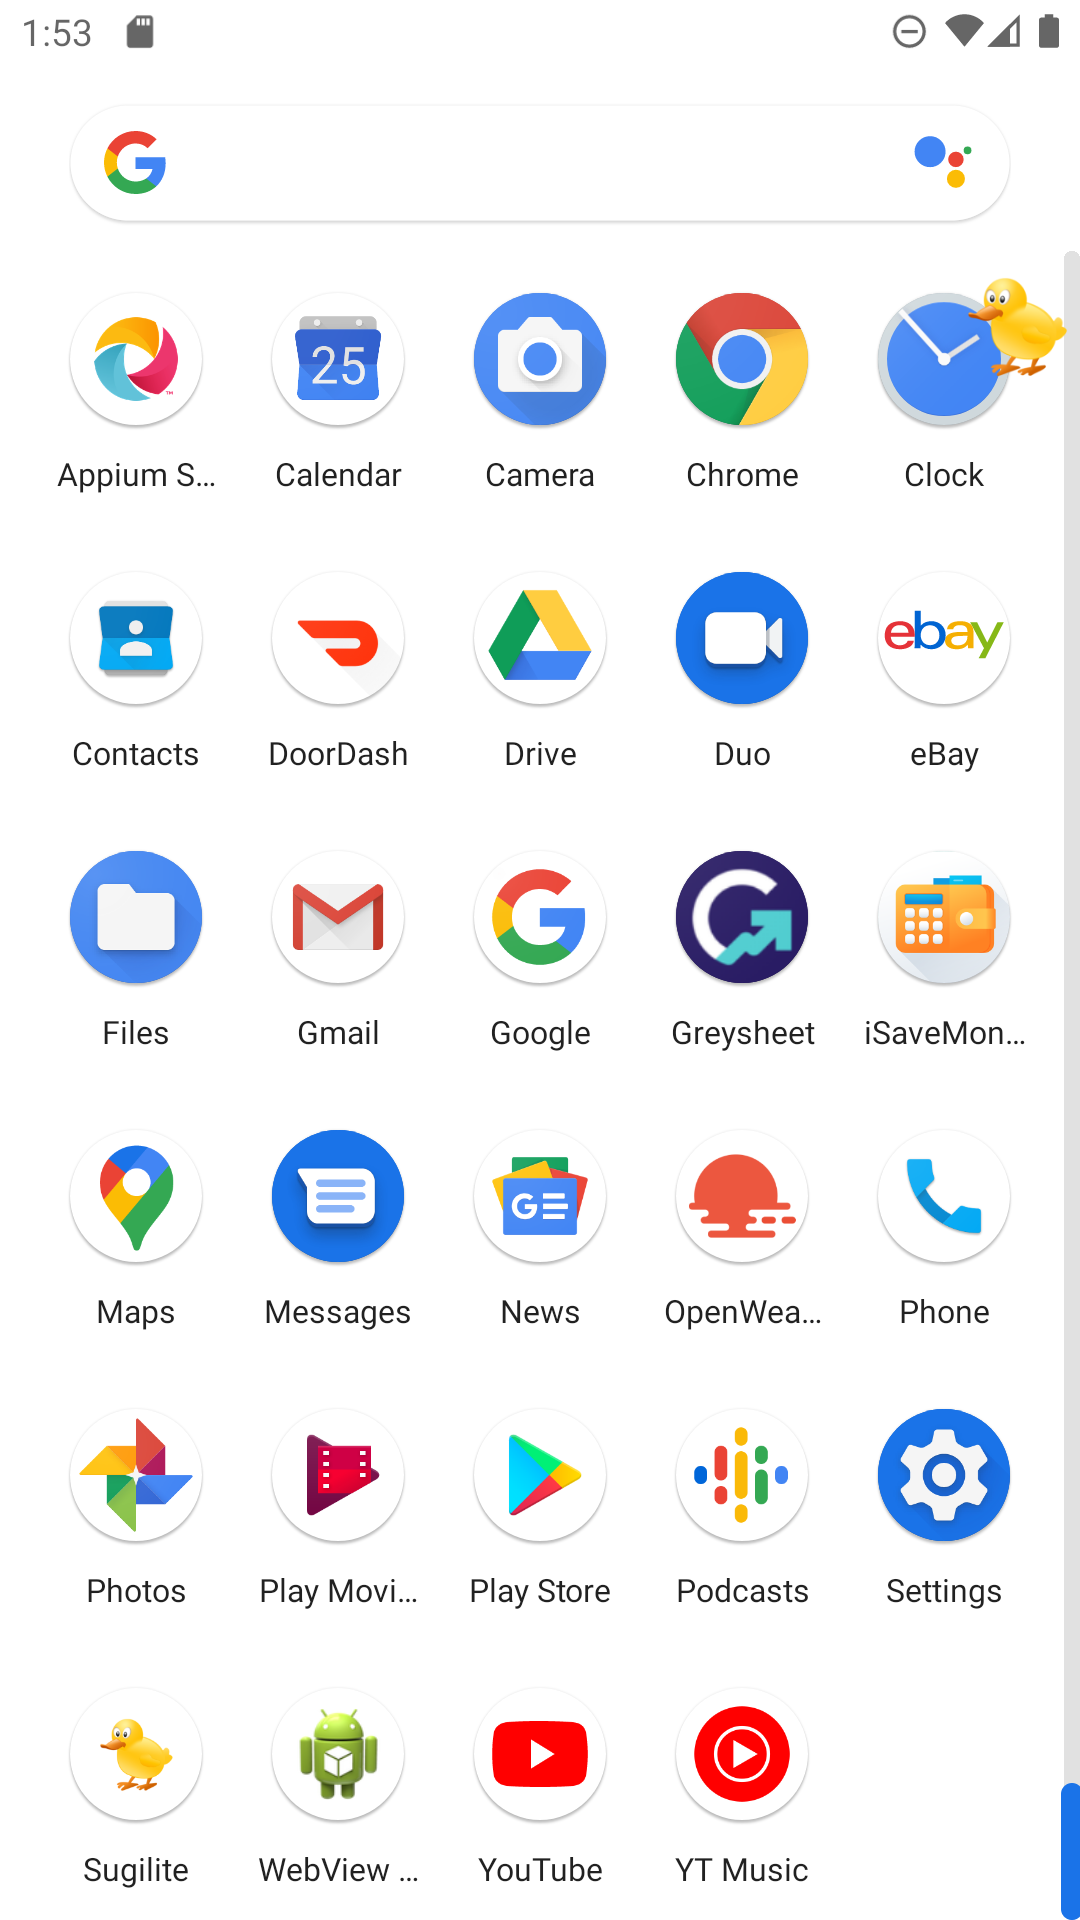 1:53
Appium S...
25
Calendar
Camera
Chrome
Clock
Contacts
DoorDash
Drive
Duo
ebay
eBay
Files
Gmail
Google
Greysheet
iSaveMon...
Maps
Messages
G
News
OpenWea...
Phone
Photos
Play Movi...
Play Store
Podcasts
Settings
Sugilite
WebView ...
YouTube
YT Music